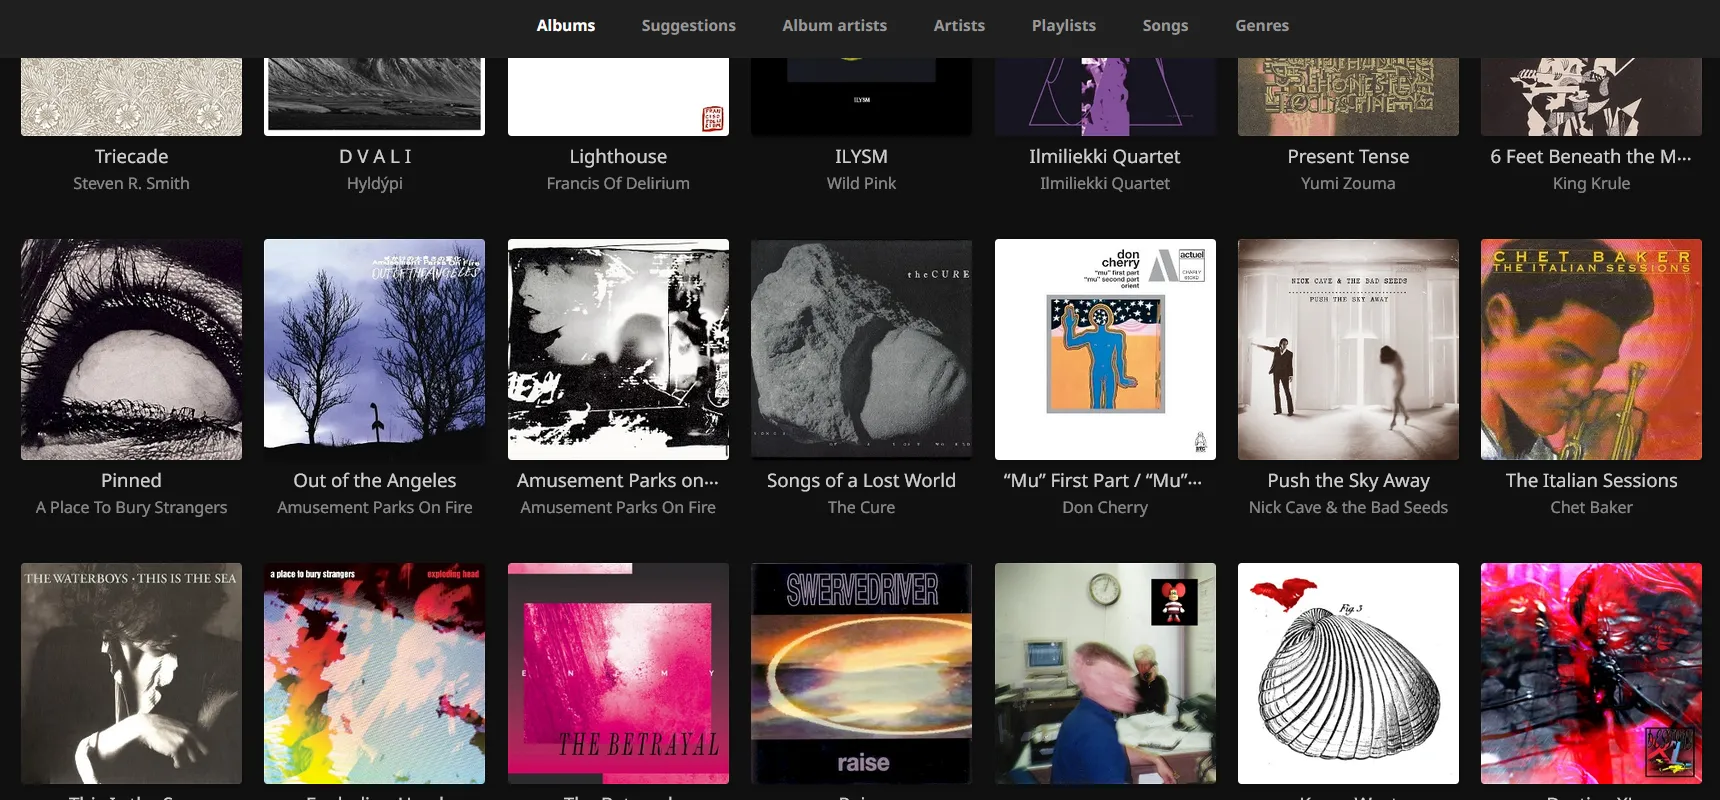 Albums Suggestions Album artists Artists Playlists Songs Genres
ILYSM
Triecade D V A L I Lighthouse ILYSM Ilmiliekki Quartet Present Tense 6 Feet Beneath the M...
Steven R. Smith Hyldýpi Francis Of Delirium Wild Pink Ilmiliekki Quartet Yumi Zouma King Krule
Amusement Parks On Fire
OUT OF THE ANGELES
theCURE
don
cherry
"mu" first part
"mu" second part
orient
actuel
CHARLY
NICK CAVE & THE BAD SEEDS
PUSH THE SKY AWAY
CHET BAKER
THE ITALIAN SESSIONS
Pinned Out of the Angeles Amusement Parks on... Songs of a Lost World “Mu” First Part / “Mu”... Push the Sky Away The Italian Sessions
A Place To Bury Strangers Amusement Parks On Fire Amusement Parks On Fire The Cure Don Cherry Nick Cave & the Bad Seeds Chet Baker
THE WATERBOYS · THIS IS THE SEA
a place to bury strangers exploding head
E N M Y
THE BETRAYAL
SWERVEDRIVER
raise
Fig. 3